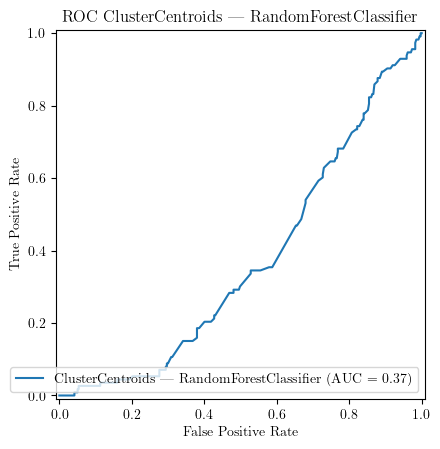 ROC ClusterCentroids — RandomForestClassifier
1.0
0.8
0.6
0.4
0.2
0.0
True Positive Rate
ClusterCentroids — RandomForestClassifier (AUC = 0.37)
0.0 0.2 0.4 0.6 0.8 1.0
False Positive Rate